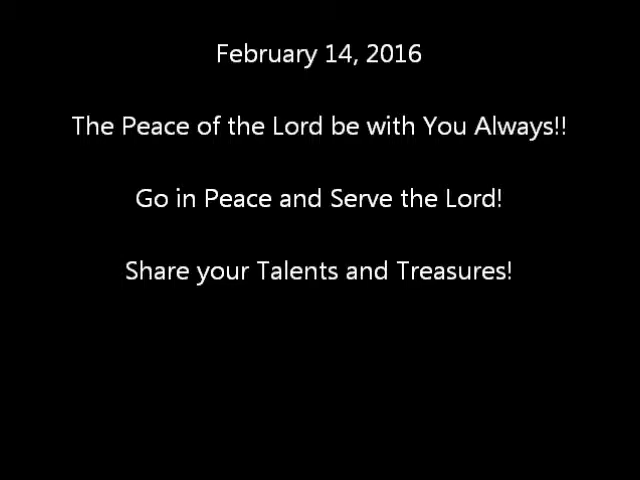 February 14, 2016
The Peace of the Lord be with You Always!!
Go in Peace and Serve the Lord!
Share your Talents and Treasures!